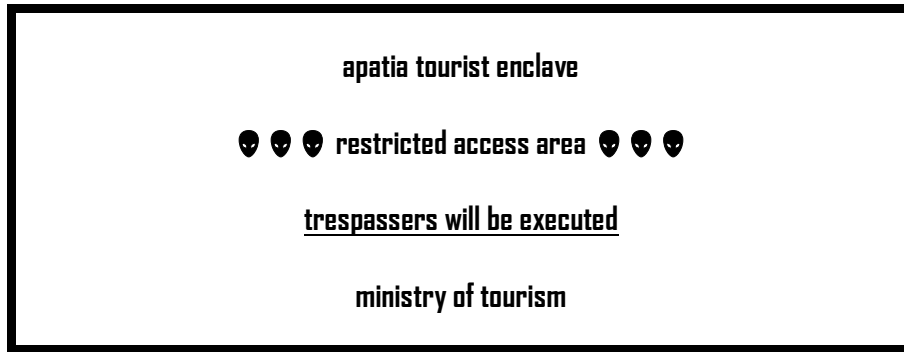 apatia tourist enclave
👽 👽 👽 restricted access area 👽 👽 👽
trespassers will be executed
ministry of tourism